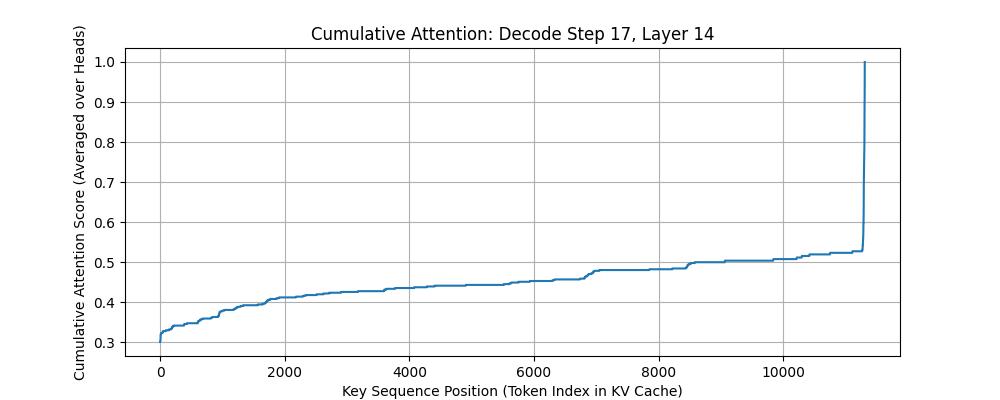 Cumulative Attention: Decode Step 17, Layer 14
Cumulative Attention Score (Averaged over Heads)
1.0
0.9
0.8
0.7
0.6
0.5
0.4
0.3
0 2000 4000 6000 8000 10000
Key Sequence Position (Token Index in KV Cache)